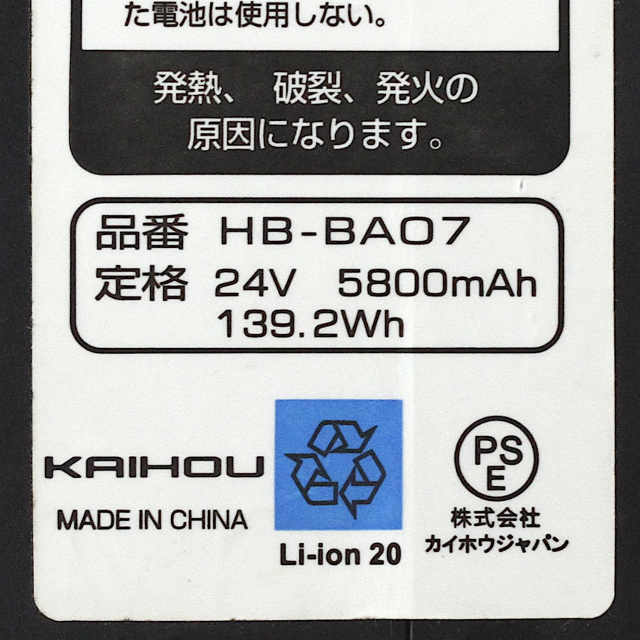 た電池は使用しない。
発熱、破裂、発火の
原因になります。
品番 HB-BA07
定格 24V 5800mAh
139.2Wh
KAIHOU
MADE IN CHINA
Li-ion 20
PS
E
株式会社
カイホウジャパン